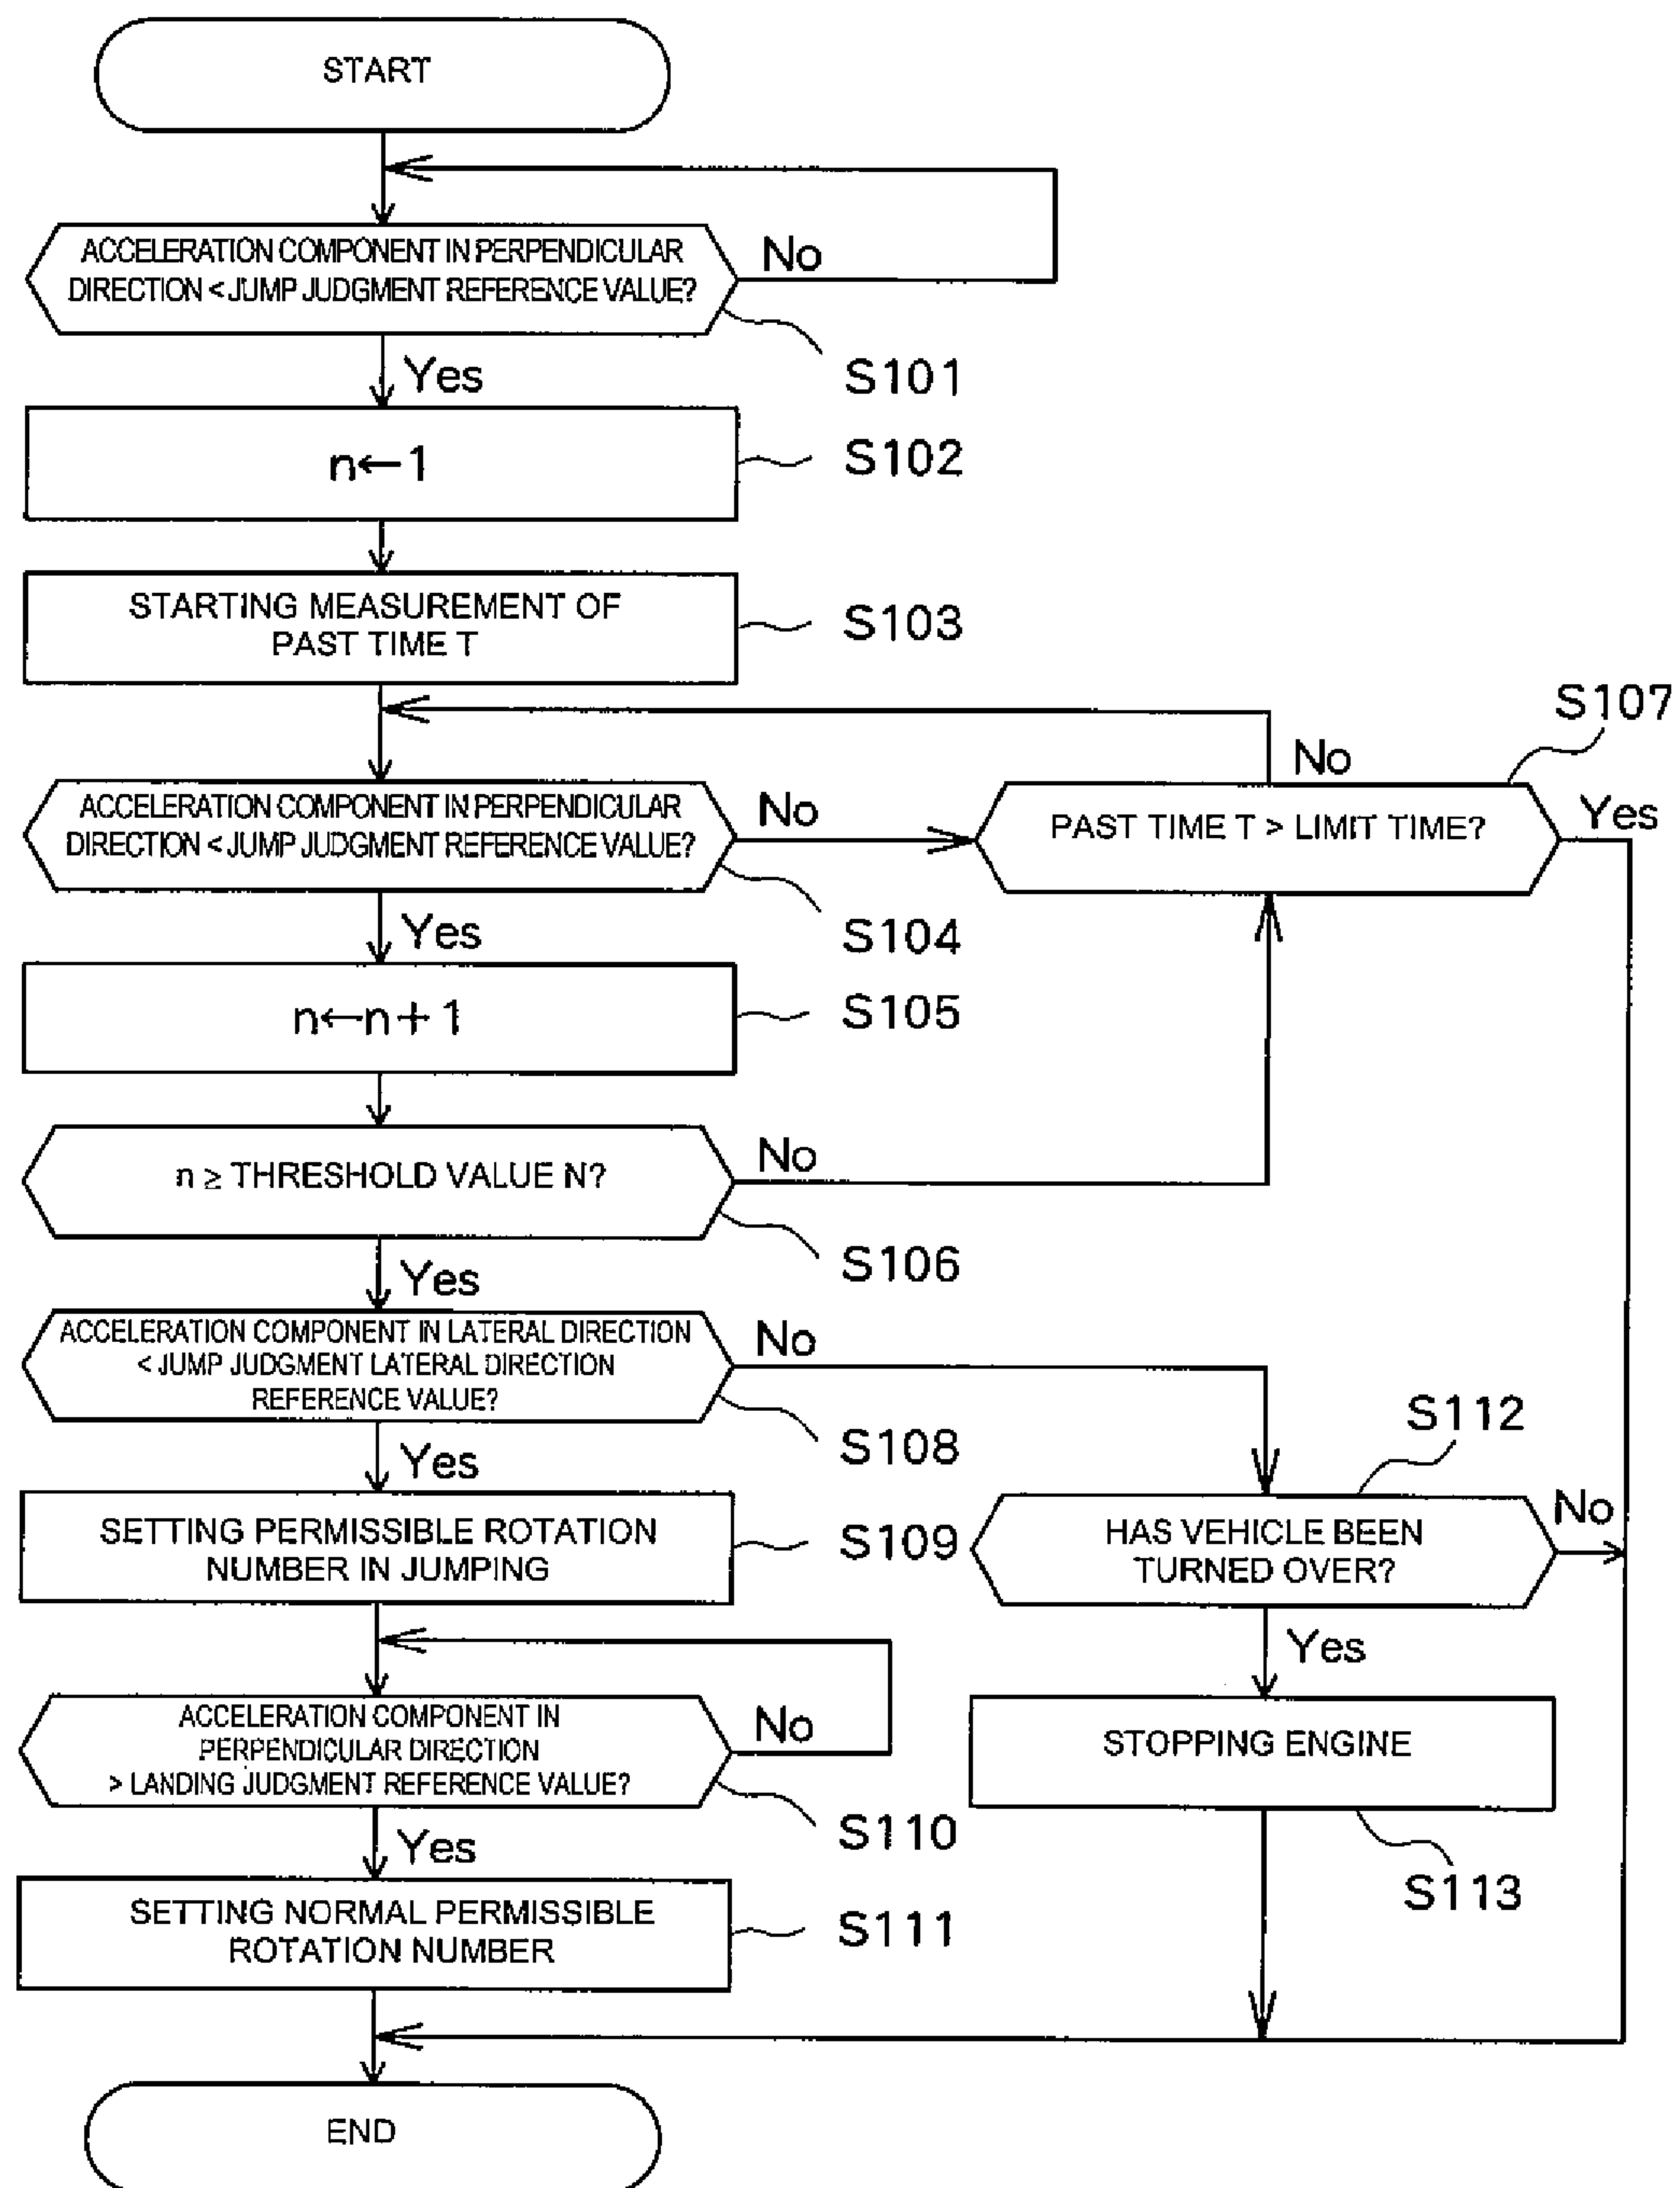 START
ACCELERATION COMPONENT IN PERPENDICULAR
DIRECTION < JUMP JUDGMENT REFERENCE VALUE?
No
S101
Yes
n←1
S102
STARTING MEASUREMENT OF
PAST TIME T
S103
S107
No
ACCELERATION COMPONENT IN PERPENDICULAR
DIRECTION < JUMP JUDGMENT REFERENCE VALUE?
No
PAST TIME T > LIMIT TIME?
Yes
S104
Yes
n←n+1
S105
n ≥ THRESHOLD VALUE N?
No
S106
Yes
ACCELERATION COMPONENT IN LATERAL DIRECTION
< JUMP JUDGMENT LATERAL DIRECTION
REFERENCE VALUE?
No
S108
S112
Yes
SETTING PERMISSIBLE ROTATION
NUMBER IN JUMPING
S109
HAS VEHICLE BEEN
TURNED OVER?
No
Yes
ACCELERATION COMPONENT IN
PERPENDICULAR DIRECTION
> LANDING JUDGMENT REFERENCE VALUE?
No
STOPPING ENGINE
S110
S113
Yes
SETTING NORMAL PERMISSIBLE
ROTATION NUMBER
S111
END